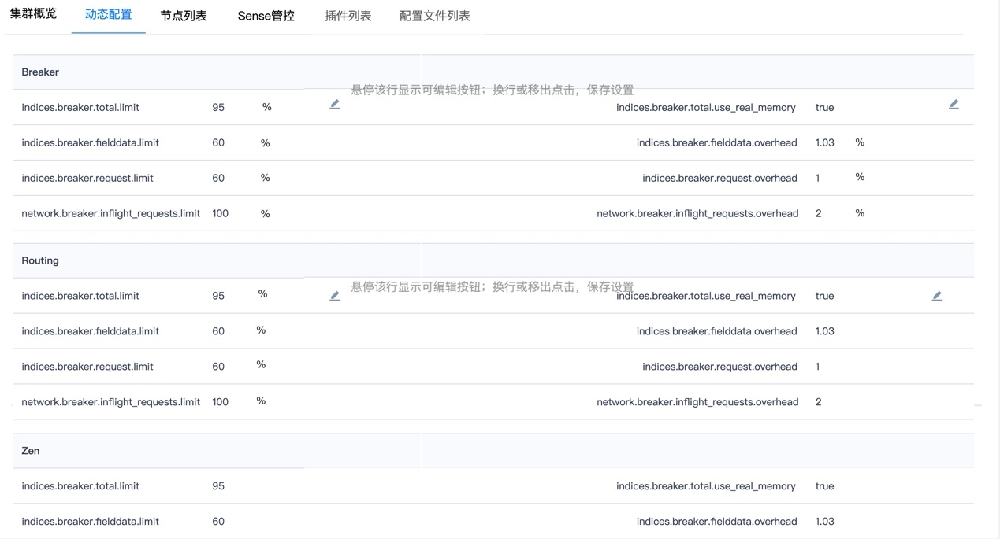 集群概览 动态配置 节点列表 Sense管控 插件列表 配置文件列表
Breaker
悬停该行显示可编辑按钮；换行或移出点击，保存设置
indices.breaker.total.limit 95 % indices.breaker.total.use_real_memory true
indices.breaker.fielddata.limit 60 % indices.breaker.fielddata.overhead 1.03 %
indices.breaker.request.limit 60 % indices.breaker.request.overhead 1 %
network.breaker.inflight_requests.limit 100 % network.breaker.inflight_requests.overhead 2 %
Routing
悬停该行显示可编辑按钮；换行或移出点击，保存设置
indices.breaker.total.limit 95 % indices.breaker.total.use_real_memory true
indices.breaker.fielddata.limit 60 % indices.breaker.fielddata.overhead 1.03
indices.breaker.request.limit 60 % indices.breaker.request.overhead 1
network.breaker.inflight_requests.limit 100 % network.breaker.inflight_requests.overhead 2
Zen
indices.breaker.total.limit 95 indices.breaker.total.use_real_memory true
indices.breaker.fielddata.limit 60 indices.breaker.fielddata.overhead 1.03